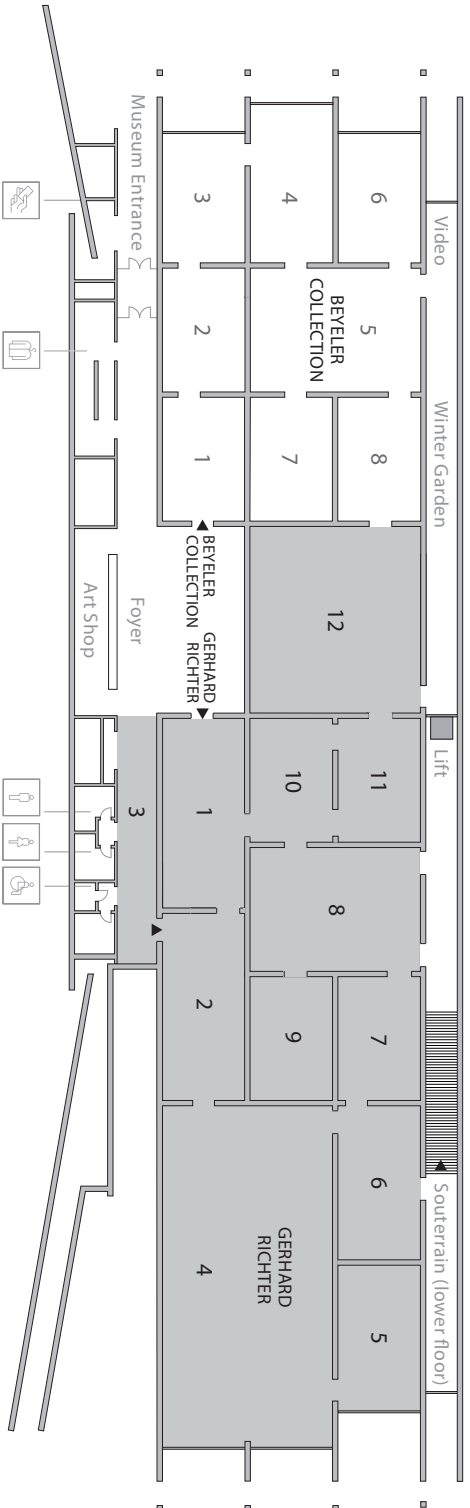 Video
Winter Garden
Lift
Souterrain (lower floor)
6
5
8
12
11
8
7
6
5
4
BEYELER
COLLECTION
7
10
9
GERHARD
RICHTER
3
2
1
BEYELER
COLLECTION
GERHARD
RICHTER
1
2
4
Museum Entrance
Foyer
3
Art Shop